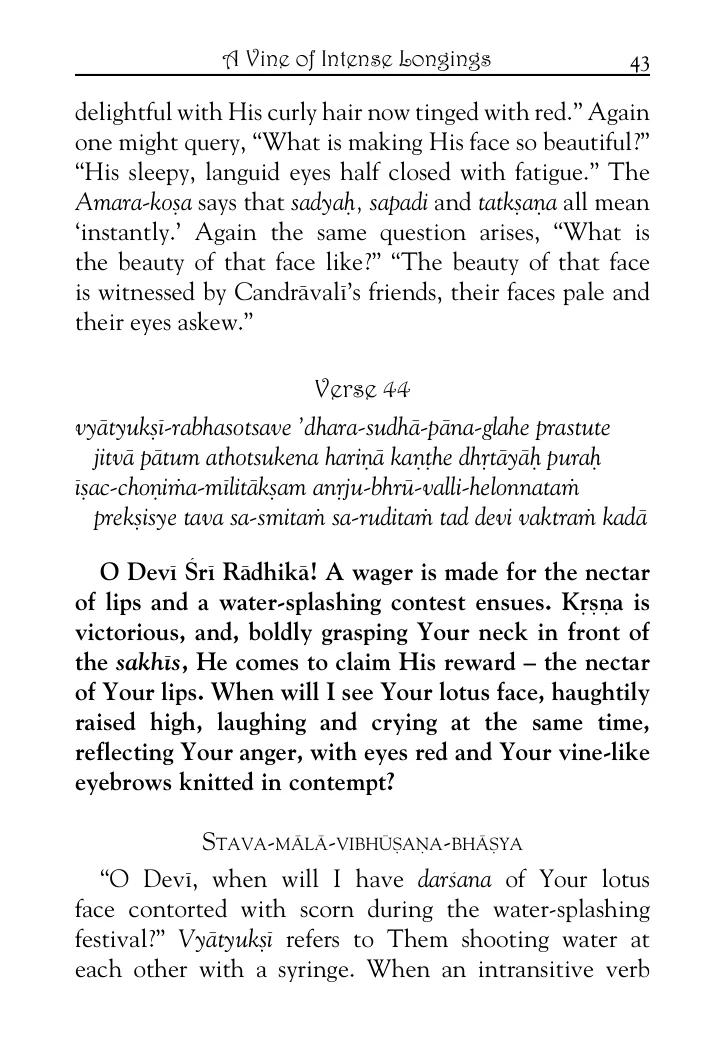 A Vine of Intense Longings 43
delightful with His curly hair now tinged with red.” Again
one might query, “What is making His face so beautiful?”
“His sleepy, languid eyes half closed with fatigue.” The
Amara-koṣa says that sadyaḥ, sapadi and tatkṣaṇa all mean
‘instantly.’ Again the same question arises, “What is
the beauty of that face like?” “The beauty of that face
is witnessed by Candrāvalī’s friends, their faces pale and
their eyes askew.”
Verse 44
vyātyukṣī-rabhasotsave ’dhara-sudhā-pāna-glahe prastute
jitvā pātum athotsukena hariṇā kaṇṭhe dhṛtāyāḥ puraḥ
īṣac-choṇiṁa-mīlitākṣam anṛju-bhrū-valli-helonnataṁ
prekṣisye tava sa-smitaṁ sa-ruditaṁ tad devi vaktraṁ kadā
O Devī Śrī Rādhikā! A wager is made for the nectar
of lips and a water-splashing contest ensues. Kṛṣṇa is
victorious, and, boldly grasping Your neck in front of
the sakhīs, He comes to claim His reward – the nectar
of Your lips. When will I see Your lotus face, haughtily
raised high, laughing and crying at the same time,
reflecting Your anger, with eyes red and Your vine-like
eyebrows knitted in contempt?
Stava-mālā-vibhūṣaṇa-bhāṣya
“O Devī, when will I have darśana of Your lotus
face contorted with scorn during the water-splashing
festival?” Vyātyukṣī refers to Them shooting water at
each other with a syringe. When an intransitive verb